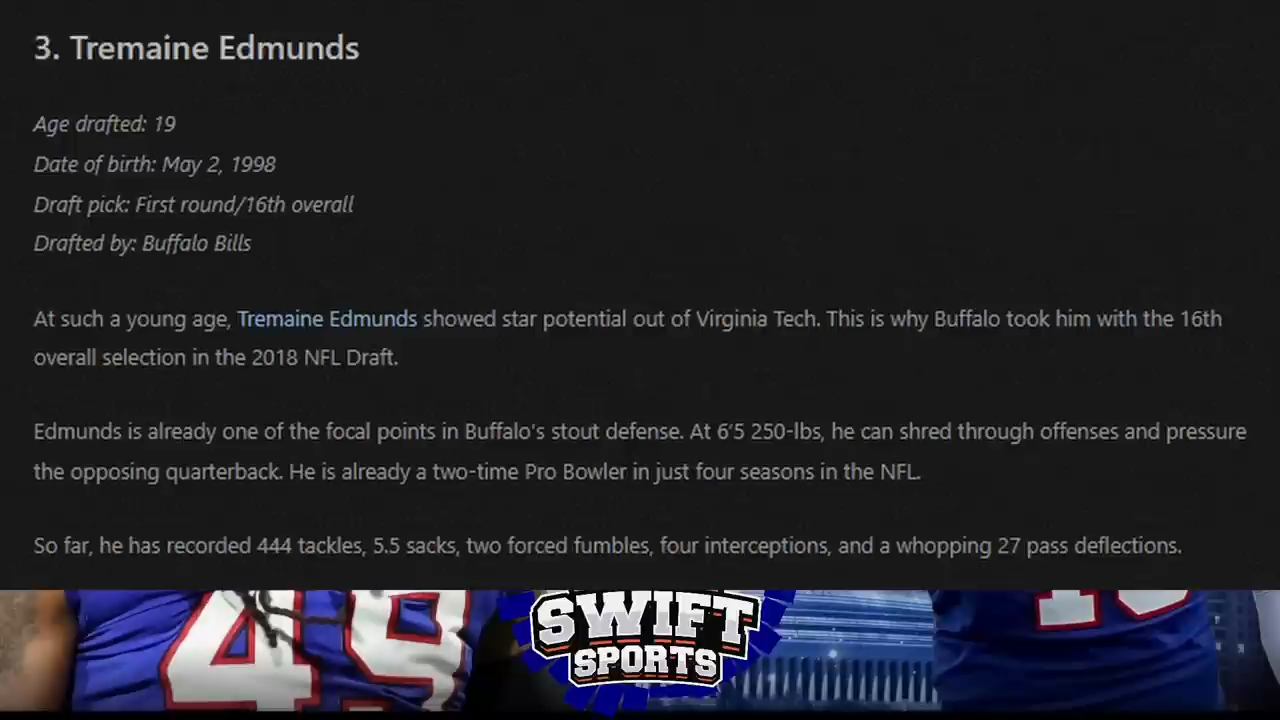 3. Tremaine Edmunds
Age drafted: 19
Date of birth: May 2, 1998
Draft pick: First round/16th overall
Drafted by: Buffalo Bills
At such a young age, Tremaine Edmunds showed star potential out of Virginia Tech. This is why Buffalo took him with the 16th
overall selection in the 2018 NFL Draft.
Edmunds is already one of the focal points in Buffalo's stout defense. At 6'5 250-lbs, he can shred through offenses and pressure
the opposing quarterback. He is already a two-time Pro Bowler in just four seasons in the NFL.
So far, he has recorded 444 tackles, 5.5 sacks, two forced fumbles, four interceptions, and a whopping 27 pass deflections.
49
SWIFT
SPORTS